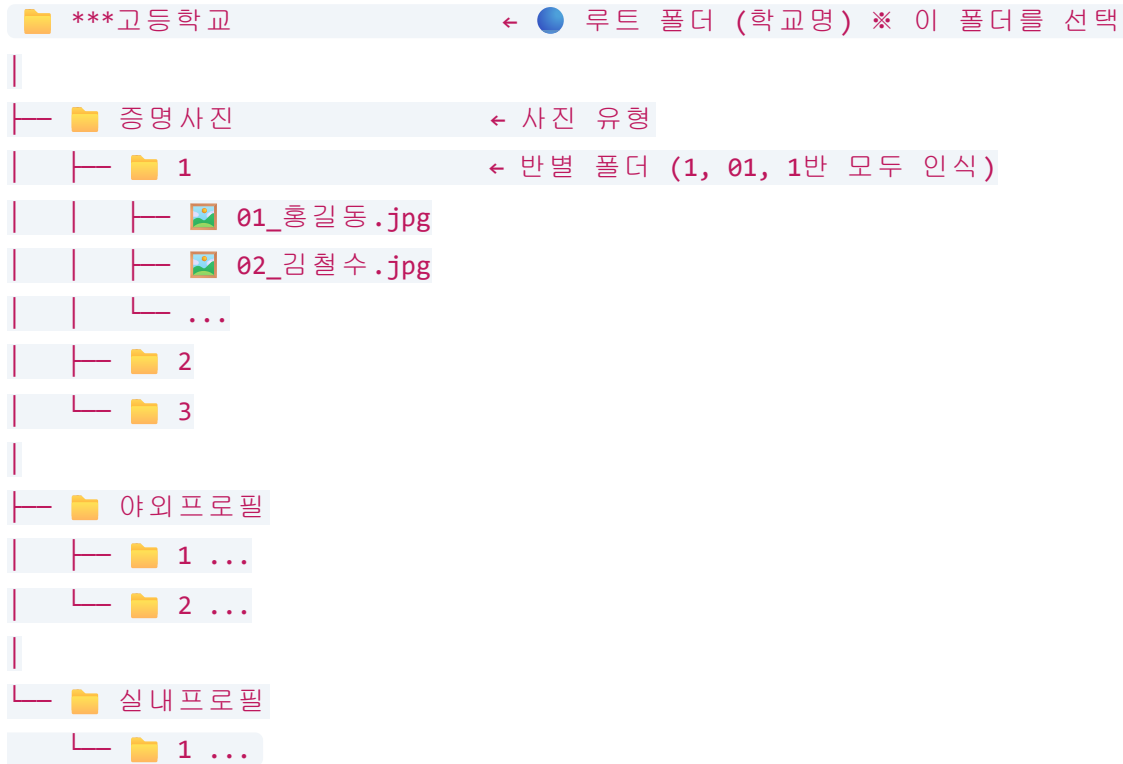 📁 ***고등학교 ← 🔵 루트 폴더 (학교명) ※ 이 폴더를 선택
│
├── 📁 증명사진 ← 사진 유형
│   ├── 📁 1 ← 반별 폴더 (1, 01, 1반 모두 인식)
│   │   ├── 🖼️ 01_홍길동.jpg
│   │   ├── 🖼️ 02_김철수.jpg
│   │   └── ...
│   ├── 📁 2
│   └── 📁 3
│
├── 📁 야외프로필
│   ├── 📁 1 ...
│   └── 📁 2 ...
│
└── 📁 실내프로필
    └── 📁 1 ...